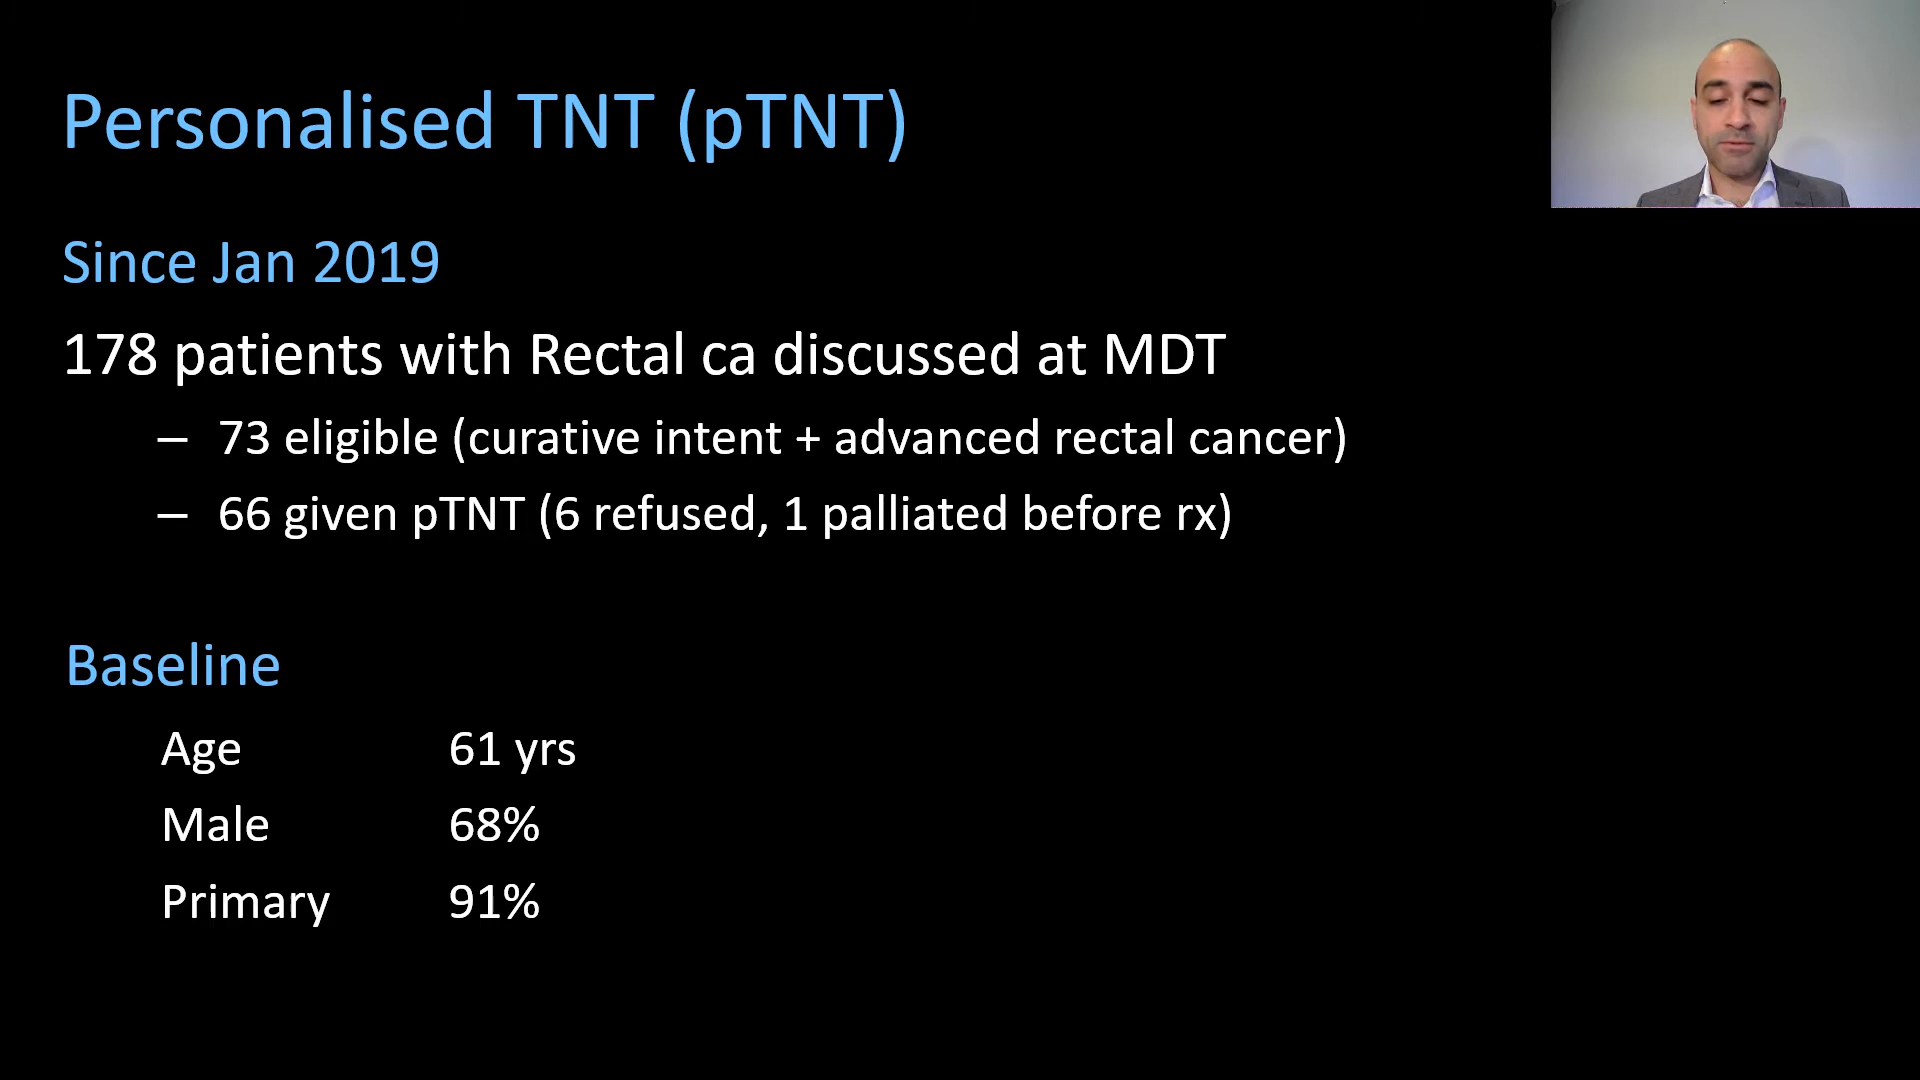 Personalised TNT (pTNT)
Since Jan 2019
178 patients with Rectal ca discussed at MDT
– 73 eligible (curative intent + advanced rectal cancer)
– 66 given pTNT (6 refused, 1 palliated before rx)
Baseline
Age 61 yrs
Male 68%
Primary 91%